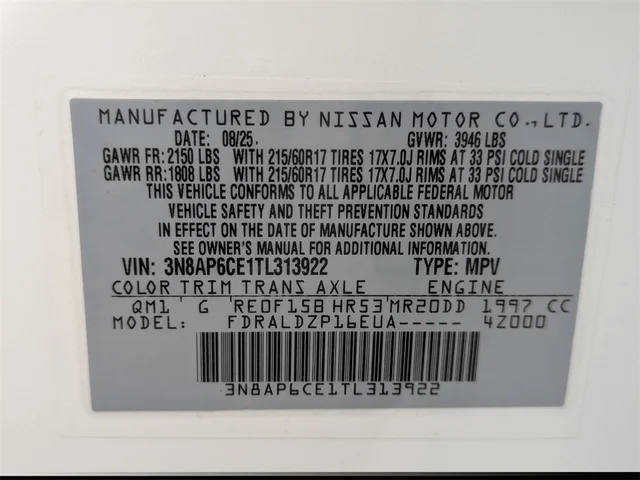 MANUFACTURED BY NISSAN MOTOR CO., LTD.
DATE: 08/25. GVWR: 3946 LBS
GAWR FR: 2150 LBS WITH 215/60R17 TIRES 17X7.0J RIMS AT 33 PSI COLD SINGLE
GAWR RR: 1808 LBS WITH 215/60R17 TIRES 17X7.0J RIMS AT 33 PSI COLD SINGLE
THIS VEHICLE CONFORMS TO ALL APPLICABLE FEDERAL MOTOR
VEHICLE SAFETY AND THEFT PREVENTION STANDARDS
IN EFFECT ON THE DATE OF MANUFACTURE SHOWN ABOVE.
SEE OWNER'S MANUAL FOR ADDITIONAL INFORMATION.
VIN: 3N8AP6CE1TL313922 TYPE: MPV
COLOR TRIM TRANS AXLE ENGINE
QM1 G RE0F15B HR53 MR20DD 1997 CC
MODEL: FDRALDZP16EUA----- 4Z000
3N8AP6CE1TL313922